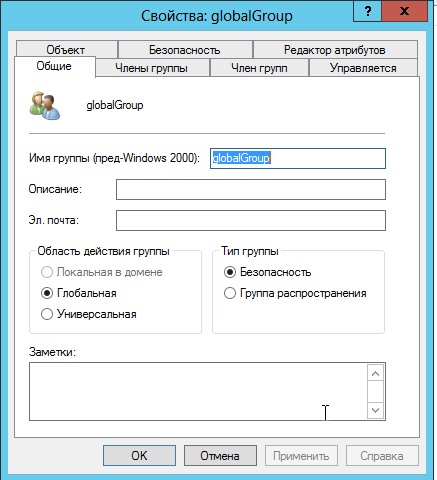 Свойства: globalGroup
?
Объект Безопасность Редактор атрибутов
Общие Члены группы Член групп Управляется
globalGroup
Имя группы (пред-Windows 2000): globalGroup
Описание:
Эл. почта:
Область действия группы Тип группы
Локальная в домене Безопасность
Глобальная Группа распространения
Универсальная
Заметки:
OK Отмена Применить Справка